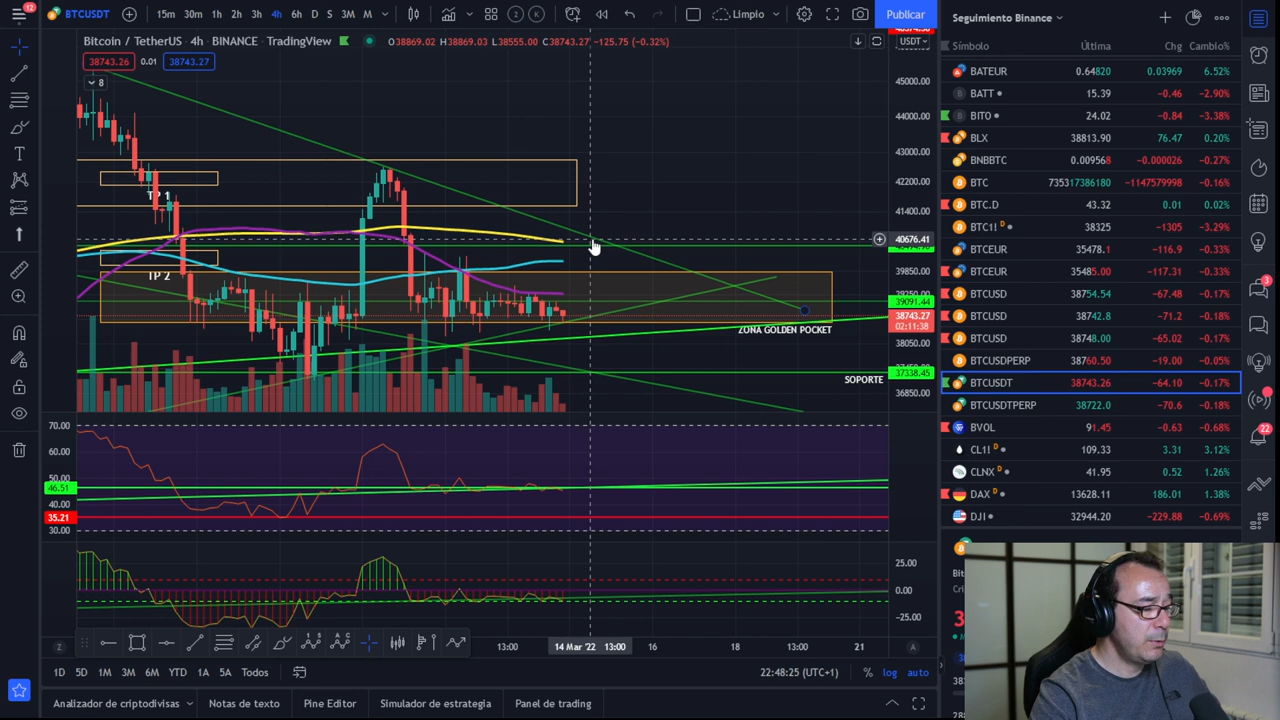 12
BTCUSDT
15m 30m 1h 2h 3h 4h 6h D S 3M M
2 K
Limplo
Publicar
Bitcoin / TetherUS · 4h · BINANCE · TradingView
O38869.02 H38869.03 L38555.00 C38743.27 −125.75 (−0.32%)
USDT
38743.26 0.01 38743.27
8
45000.00
44000.00
43000.00
42200.00
41400.00
40676.41
39850.00
39091.44
38743.27
02:11:38
38050.00
37338.45
36850.00
TP 1
TP 2
ZONA GOLDEN POCKET
SOPORTE
70.00
60.00
46.51
40.00
35.21
30.00
25.00
0.00
−25.00
13:00 14 Mar '22 13:00 16 18 13:00 21
Z
A
1D 5D 1M 3M 6M YTD 1A 5A Todos
22:48:25 (UTC+1) % log auto
Analizador de criptodivisas Notas de texto Pine Editor Simulador de estrategia Panel de trading
Seguimiento Binance
Símbolo Última Chg Cambio%
BATEUR 0.64820 0.03969 6.52%
BATT 15.39 −0.46 −2.90%
BITO 24.02 −0.84 −3.38%
BLX 38813.90 76.47 0.20%
BNBBTC 0.009568 −0.000026 −0.27%
BTC 735317386180 −1147579998 −0.16%
BTC.D 43.32 0.01 0.02%
BTC1! D 38325 −1305 −3.29%
BTCEUR 35478.1 −116.9 −0.33%
BTCEUR 35485.00 −117.31 −0.33%
BTCUSD 38754.54 −67.48 −0.17%
BTCUSD 38742.8 −71.2 −0.18%
BTCUSD 38748.00 −65.02 −0.17%
BTCUSDPERP 38760.50 −19.00 −0.05%
BTCUSDT 38743.26 −64.10 −0.17%
BTCUSDTPERP 38722.0 −70.6 −0.18%
BVOL 91.45 −0.63 −0.68%
CL1! D 109.33 3.31 3.12%
CLNX 41.95 0.52 1.26%
DAX D 13628.11 186.01 1.38%
DJI 32944.20 −229.88 −0.69%
3
22